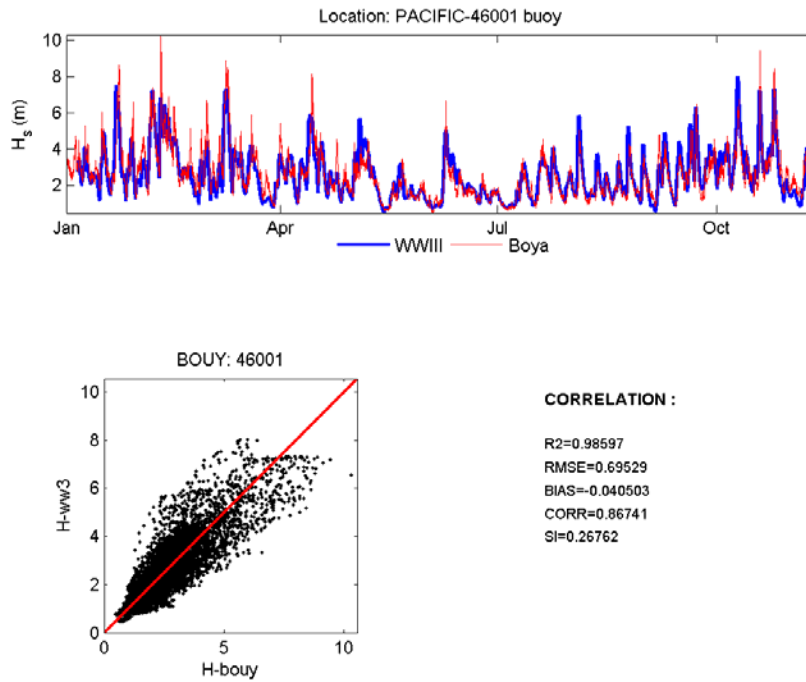 Location: PACIFIC-46001 buoy
10
8
6
4
2
H_s (m)
Jan Apr Jul Oct
WWIII Boya
BOUY: 46001
10
8
6
4
2
0
H-ww3
0 5 10
H-bouy
CORRELATION :
R2=0.98597
RMSE=0.69529
BIAS=-0.040503
CORR=0.86741
SI=0.26762